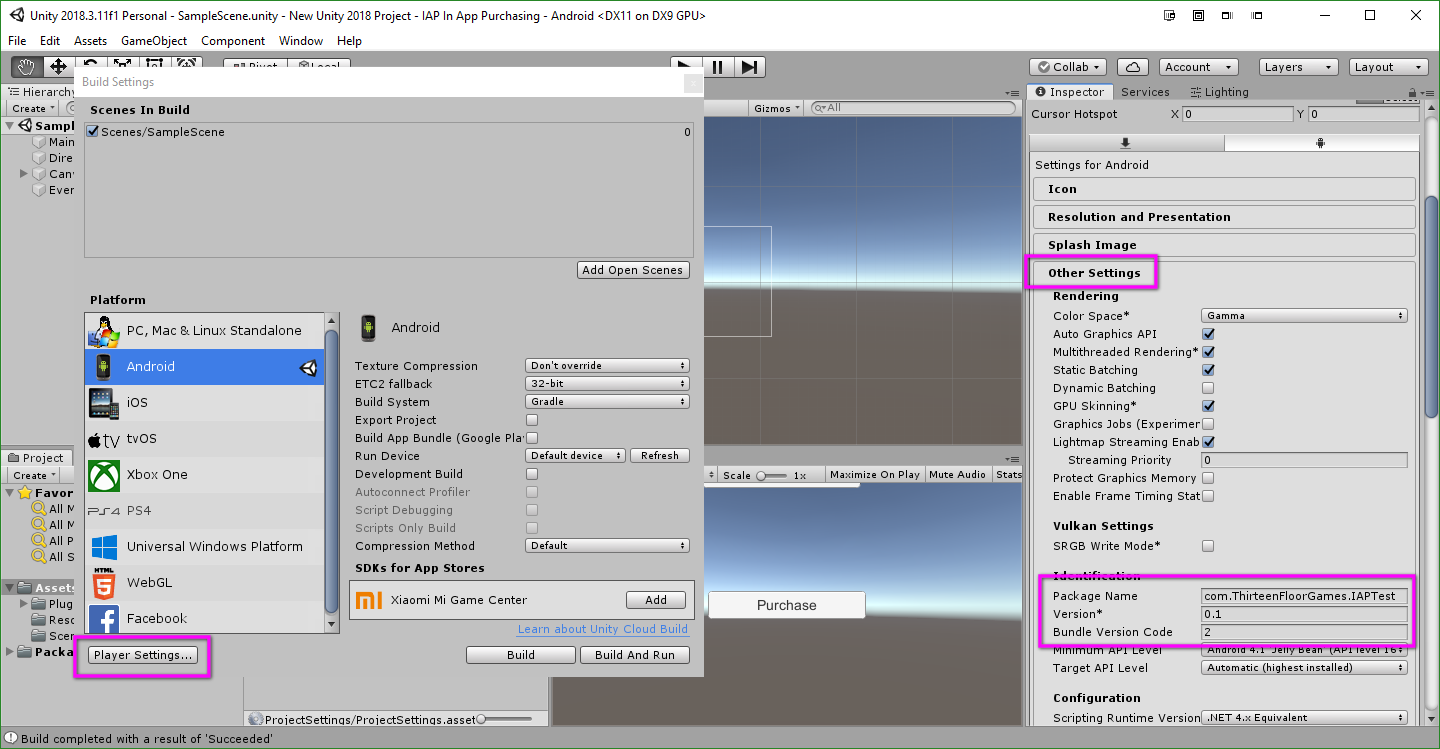 Unity 2018.3.11f1 Personal - SampleScene.unity - New Unity 2018 Project - IAP In App Purchasing - Android <DX11 on DX9 GPU>
File Edit Assets GameObject Component Window Help
Pivot Local
Collab Account Layers Layout
Build Settings
Scenes In Build
Scenes/SampleScene 0
Add Open Scenes
Platform
PC, Mac & Linux Standalone
Android
iOS
tv tvOS
Xbox One
PS4 PS4
Universal Windows Platform
HTML
5 WebGL
Facebook
Player Settings...
Android
Texture Compression Don't override
ETC2 fallback 32-bit
Build System Gradle
Export Project
Build App Bundle (Google Pla
Run Device Default device Refresh
Development Build
Autoconnect Profiler
Script Debugging
Scripts Only Build
Compression Method Default
SDKs for App Stores
Xiaomi Mi Game Center Add
Learn about Unity Cloud Build
Build Build And Run
Hierarchy
Create
Samp
Main
Dire
Can
Ever
Project
Create
Favor
All M
All M
All P
All S
Assets
Plug
Reso
Scen
Packa
ProjectSettings/ProjectSettings.asset
Gizmos All
Scale 1x Maximize On Play Mute Audio Stats
Purchase
Inspector Services Lighting
Cursor Hotspot X 0 Y 0
Settings for Android
Icon
Resolution and Presentation
Splash Image
Other Settings
Rendering
Color Space* Gamma
Auto Graphics API
Multithreaded Rendering*
Static Batching
Dynamic Batching
GPU Skinning*
Graphics Jobs (Experimer
Lightmap Streaming Enab
Streaming Priority 0
Protect Graphics Memory
Enable Frame Timing Stat
Vulkan Settings
SRGB Write Mode*
Identification
Package Name com.ThirteenFloorGames.IAPTest
Version* 0.1
Bundle Version Code 2
Minimum API Level Android 4.1 'Jelly Bean' (API level 16
Target API Level Automatic (highest installed)
Configuration
Scripting Runtime Version .NET 4.x Equivalent
Build completed with a result of 'Succeeded'